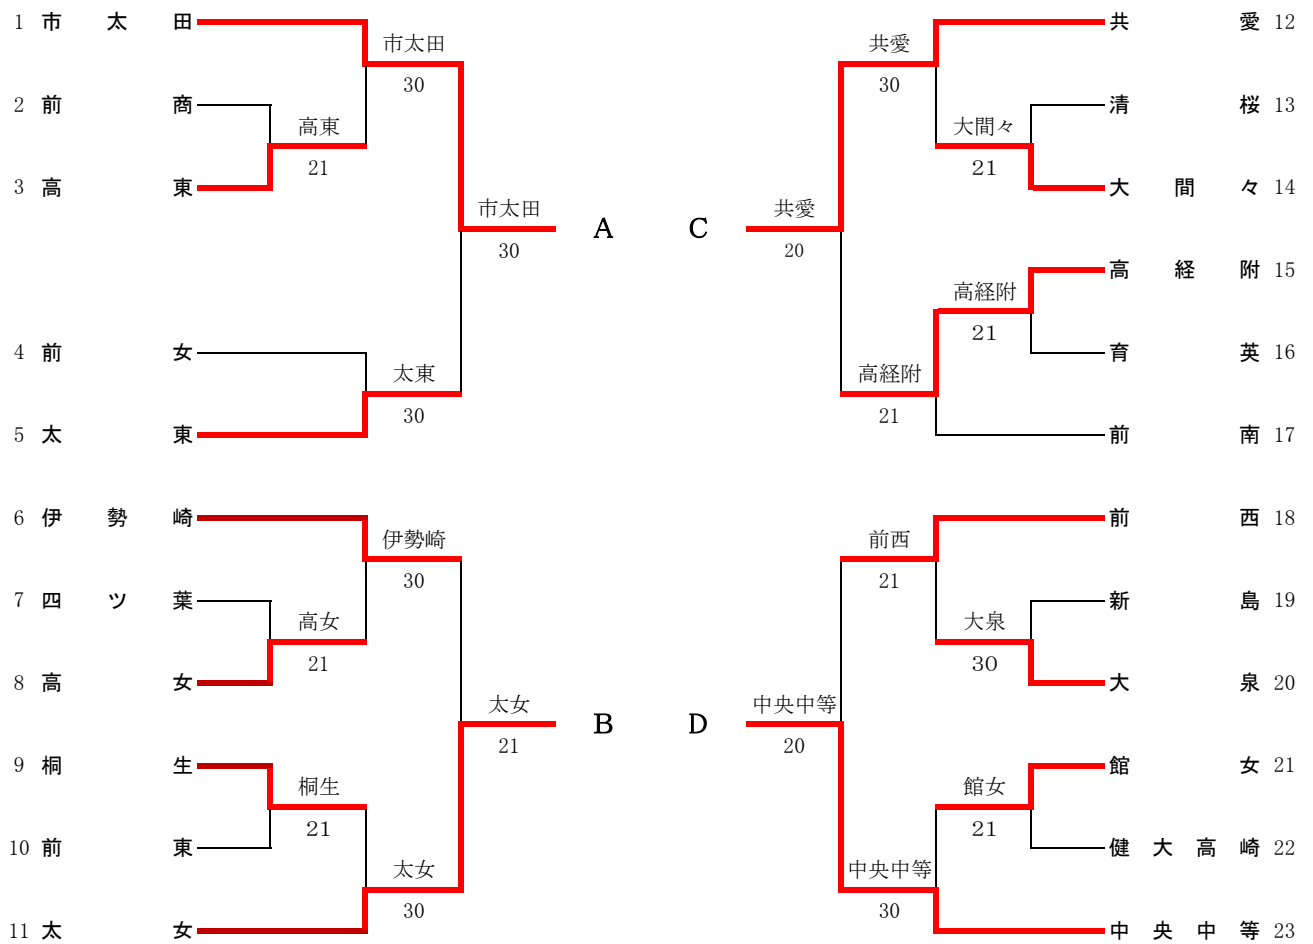 1 市太田
市太田
30
2 前商
高東
21
3 高東
市太田
30
A
4 前女
太東
30
5 太東
6 伊勢崎
伊勢崎
30
7 四ツ葉
高女
21
8 高女
太女
21
B
9 桐生
桐生
21
10 前東
太女
30
11 太女
共愛 12
共愛
30
清桜 13
大間々
21
大間々 14
C
共愛
20
高経附 15
高経附
21
育英 16
高経附
21
前南 17
前西 18
前西
21
新島 19
大泉
30
大泉 20
D
中央中等
20
館女 21
館女
21
健大高崎 22
中央中等
30
中央中等 23